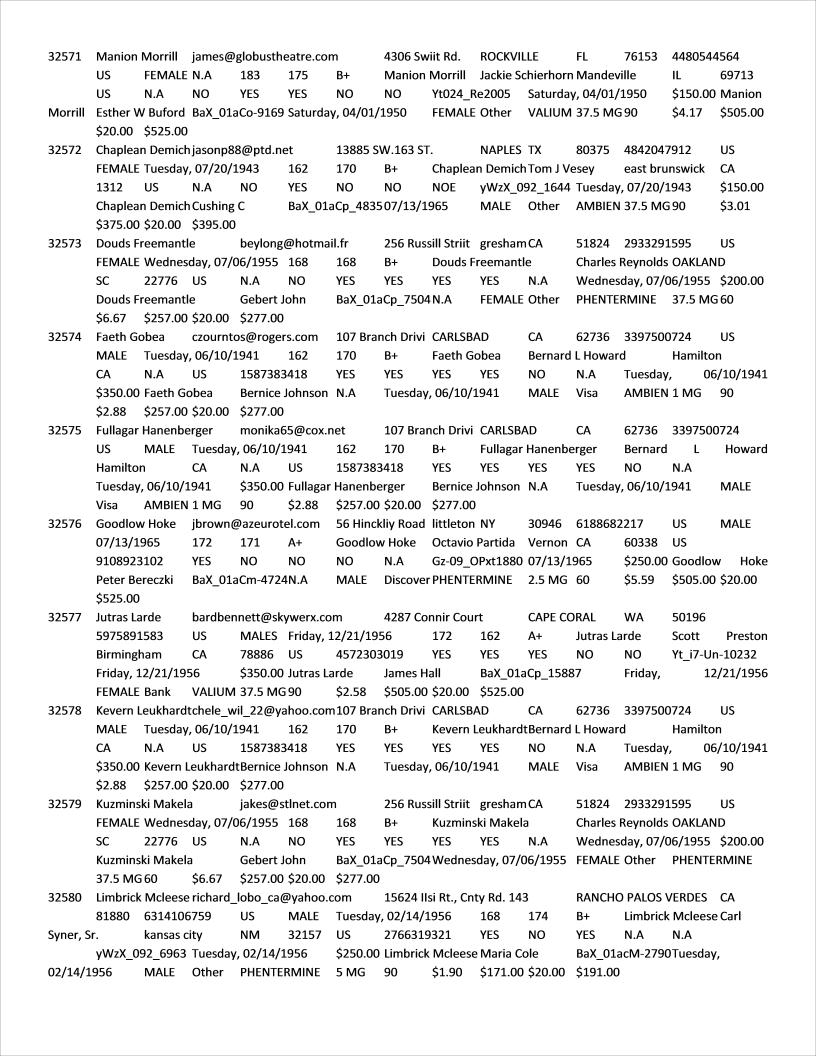 32571 Manion Morrill james@globustheatre.com 4306 Swiit Rd. ROCKVILLE FL 76153 4480544564
US FEMALE N.A 183 175 B+ Manion Morrill Jackie Schierhorn Mandeville IL 69713
US N.A NO YES YES NO NO Yt024_Re2005 Saturday, 04/01/1950 $150.00 Manion
Morrill Esther W Buford BaX_01aCo-9169 Saturday, 04/01/1950 FEMALE Other VALIUM 37.5 MG 90 $4.17 $505.00
$20.00 $525.00
32572 Chaplean Demich jasonp88@ptd.net 13885 SW.163 ST. NAPLES TX 80375 4842047912 US
FEMALE Tuesday, 07/20/1943 162 170 B+ Chaplean Demich Tom J Vesey east brunswick CA
1312 US N.A NO YES NO NO NOE yWzX_092_1644 Tuesday, 07/20/1943 $150.00
Chaplean Demich Cushing C BaX_01aCp_4835 07/13/1965 MALE Other AMBIEN 37.5 MG 90 $3.01
$375.00 $20.00 $395.00
32573 Douds Freemantle beylong@hotmail.fr 256 Russill Striit gresham CA 51824 2933291595 US
FEMALE Wednesday, 07/06/1955 168 168 B+ Douds Freemantle Charles Reynolds OAKLAND
SC 22776 US N.A NO YES YES YES YES N.A Wednesday, 07/06/1955 $200.00
Douds Freemantle Gebert John BaX_01aCp_7504 N.A FEMALE Other PHENTERMINE 37.5 MG 60
$6.67 $257.00 $20.00 $277.00
32574 Faeth Gobea czourntos@rogers.com 107 Branch Drivi CARLSBAD CA 62736 3397500724 US
MALE Tuesday, 06/10/1941 162 170 B+ Faeth Gobea Bernard L Howard Hamilton
CA N.A US 1587383418 YES YES YES YES NO N.A Tuesday, 06/10/1941
$350.00 Faeth Gobea Bernice Johnson N.A Tuesday, 06/10/1941 MALE Visa AMBIEN 1 MG 90
$2.88 $257.00 $20.00 $277.00
32575 Fullagar Hanenberger monika65@cox.net 107 Branch Drivi CARLSBAD CA 62736 3397500724
US MALE Tuesday, 06/10/1941 162 170 B+ Fullagar Hanenberger Bernard L Howard
Hamilton CA N.A US 1587383418 YES YES YES YES NO N.A
Tuesday, 06/10/1941 $350.00 Fullagar Hanenberger Bernice Johnson N.A Tuesday, 06/10/1941 MALE
Visa AMBIEN 1 MG 90 $2.88 $257.00 $20.00 $277.00
32576 Goodlow Hoke jbrown@azeurotel.com 56 Hinckliy Road littleton NY 30946 6188682217 US MALE
07/13/1965 172 171 A+ Goodlow Hoke Octavio Partida Vernon CA 60338 US
9108923102 YES NO NO NO N.A Gz-09_OPxt1880 07/13/1965 $250.00 Goodlow Hoke
Peter Bereczki BaX_01aCm-4724 N.A MALE Discover PHENTERMINE 2.5 MG 60 $5.59 $505.00 $20.00
$525.00
32577 Jutras Larde bardbennett@skywerx.com 4287 Connir Court CAPE CORAL WA 50196
5975891583 US MALES Friday, 12/21/1956 172 162 A+ Jutras Larde Scott Preston
Birmingham CA 78886 US 4572303019 YES YES YES NO NO Yt_i7-Un-10232
Friday, 12/21/1956 $350.00 Jutras Larde James Hall BaX_01aCp_15887 Friday, 12/21/1956
FEMALE Bank VALIUM 37.5 MG 90 $2.58 $505.00 $20.00 $525.00
32578 Kevern Leukhardt chele_wil_22@yahoo.com 107 Branch Drivi CARLSBAD CA 62736 3397500724 US
MALE Tuesday, 06/10/1941 162 170 B+ Kevern Leukhardt Bernard L Howard Hamilton
CA N.A US 1587383418 YES YES YES YES NO N.A Tuesday, 06/10/1941
$350.00 Kevern Leukhardt Bernice Johnson N.A Tuesday, 06/10/1941 MALE Visa AMBIEN 1 MG 90
$2.88 $257.00 $20.00 $277.00
32579 Kuzminski Makela jakes@stlnet.com 256 Russill Striit gresham CA 51824 2933291595 US
FEMALE Wednesday, 07/06/1955 168 168 B+ Kuzminski Makela Charles Reynolds OAKLAND
SC 22776 US N.A NO YES YES YES YES N.A Wednesday, 07/06/1955 $200.00
Kuzminski Makela Gebert John BaX_01aCp_7504 Wednesday, 07/06/1955 FEMALE Other PHENTERMINE
37.5 MG 60 $6.67 $257.00 $20.00 $277.00
32580 Limbrick Mcleese richard_lobo_ca@yahoo.com 15624 IIsi Rt., Cnty Rd. 143 RANCHO PALOS VERDES CA
81880 6314106759 US MALE Tuesday, 02/14/1956 168 174 B+ Limbrick Mcleese Carl
Syner, Sr. kansas city NM 32157 US 2766319321 YES NO YES N.A N.A
yWzX_092_6963 Tuesday, 02/14/1956 $250.00 Limbrick Mcleese Maria Cole BaX_01acM-2790 Tuesday,
02/14/1956 MALE Other PHENTERMINE 5 MG 90 $1.90 $171.00 $20.00 $191.00